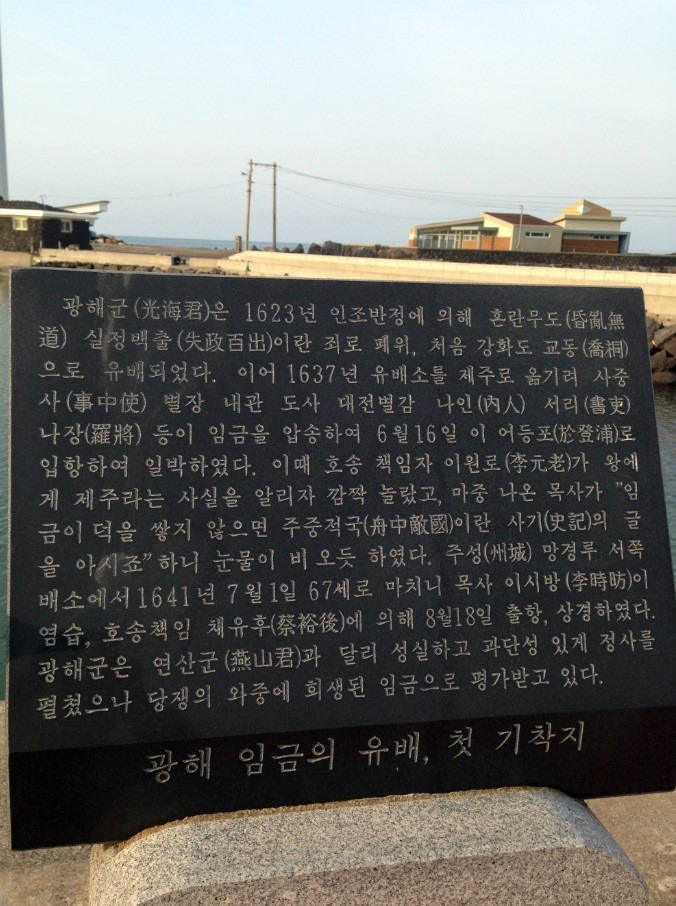 광해군(光海君)은 1623년 인조반정에 의해 혼란무도(昏亂無
道) 실정백출(失政百出)이란 죄로 폐위, 처음 강화도 교동(喬桐)
으로 유배되었다. 이어 1637년 유배소를 제주로 옮기려 사중
사(事中使) 별장 내관 도사 대전별감 나인(內人) 서리(書吏)
나장(羅將) 등이 임금을 압송하여 6월16일 이 어등포(於登浦)로
입항하여 일박하였다. 이때 호송 책임자 이원로(李元老)가 왕에
게 제주라는 사실을 알리자 깜짝 놀랐고, 마중 나온 목사가 "임
금이 덕을 쌓지 않으면 주중적국(舟中敵國)이란 사기(史記)의 글
을 아시죠"하니 눈물이 비 오듯 하였다. 주성(州城) 망경루 서쪽
배소에서 1641년 7월1일 67세로 마치니 목사 이시방(李時昉)이
염습, 호송책임 채유후(蔡裕後)에 의해 8월18일 출항, 상경하였다.
광해군은 연산군(燕山君)과 달리 성실하고 과단성 있게 정사를
펼쳤으나 당쟁의 와중에 희생된 임금으로 평가받고 있다.
광해 임금의 유배, 첫 기착지